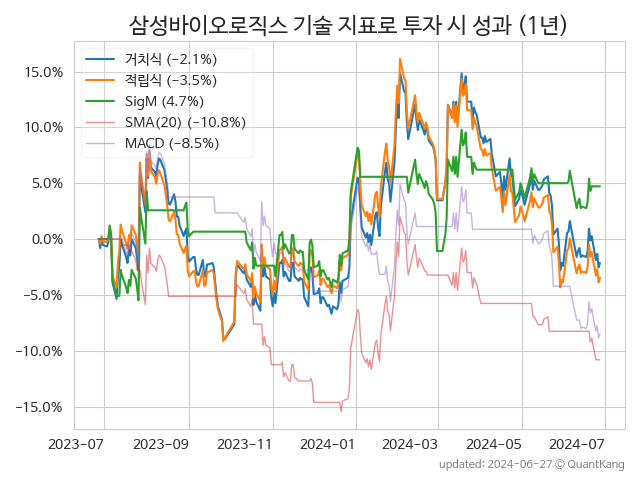 삼성바이오로직스 기술 지표로 투자 시 성과 (1년)
거치식 (−2.1%)
적립식 (−3.5%)
SigM (4.7%)
SMA(20) (−10.8%)
MACD (−8.5%)
15.0%
10.0%
5.0%
0.0%
−5.0%
−10.0%
−15.0%
2023-07 2023-09 2023-11 2024-01 2024-03 2024-05 2024-07
updated: 2024-06-27 © QuantKang